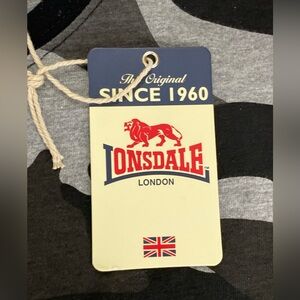 The Original
SINCE 1960
LONSDALE
LONDON